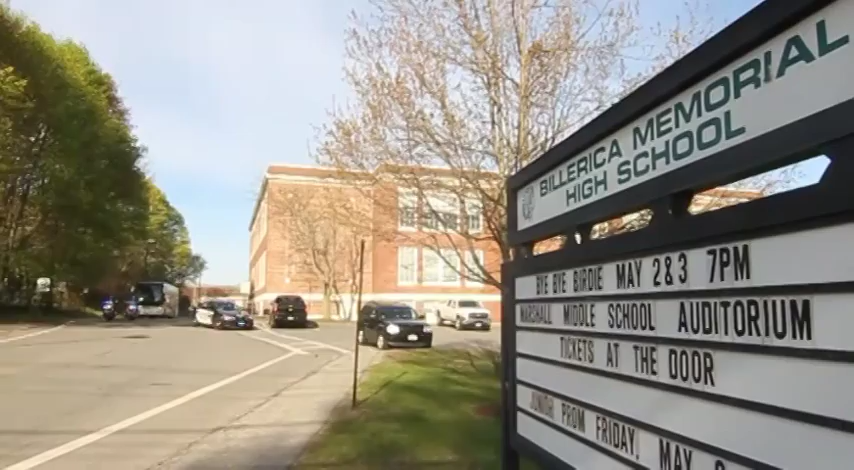 BILLERICA MEMORIAL
HIGH SCHOOL
BYE BYE BIRDIE MAY 2&3 7PM
MARSHALL MIDDLE SCHOOL AUDITORIUM
TICKETS AT THE DOOR
JUNIOR PROM FRIDAY, MAY